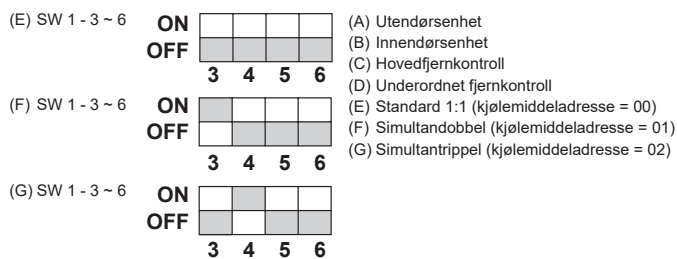 (E) SW 1 - 3 ~ 6
ON
OFF
3 4 5 6
(F) SW 1 - 3 ~ 6
ON
OFF
3 4 5 6
(G) SW 1 - 3 ~ 6
ON
OFF
3 4 5 6
(A) Utendørsenhet
(B) Innendørsenhet
(C) Hovedfjernkontroll
(D) Underordnet fjernkontroll
(E) Standard 1:1 (kjølemiddeladresse = 00)
(F) Simultandobbel (kjølemiddeladresse = 01)
(G) Simultantrippel (kjølemiddeladresse = 02)